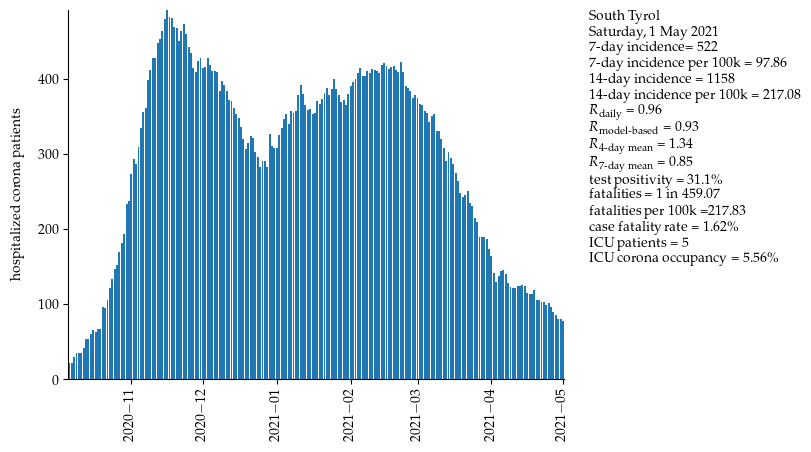 South Tyrol
Saturday, 1 May 2021
7-day incidence= 522
7-day incidence per 100k = 97.86
14-day incidence = 1158
14-day incidence per 100k = 217.08
R daily = 0.96
R model-based = 0.93
R 4-day mean = 1.34
R 7-day mean = 0.85
test positivity = 31.1%
fatalities = 1 in 459.07
fatalities per 100k =217.83
case fatality rate = 1.62%
ICU patients = 5
ICU corona occupancy = 5.56%
hospitalized corona patients
400
300
200
100
0
2020−11
2020−12
2021−01
2021−02
2021−03
2021−04
2021−05